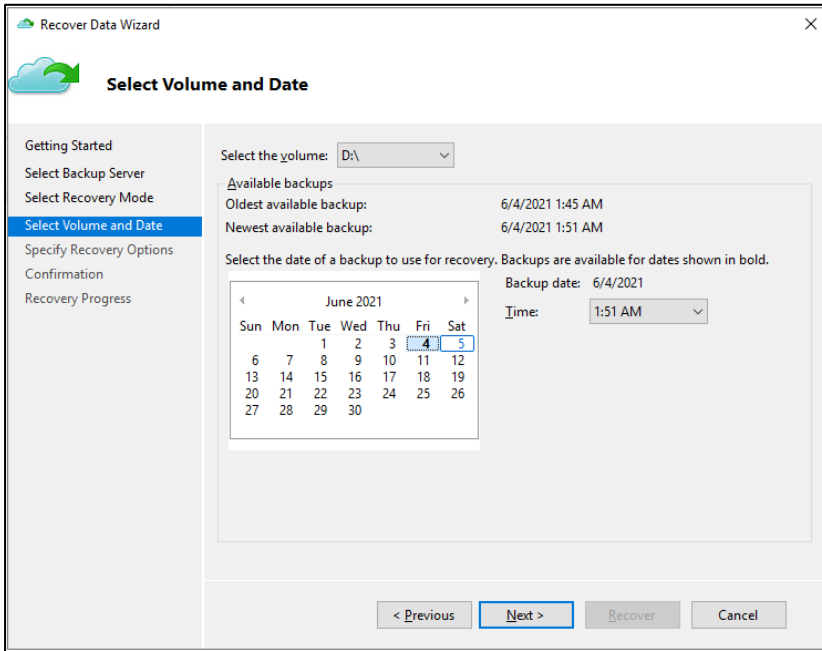 Recover Data Wizard
Select Volume and Date
Getting Started
Select Backup Server
Select Recovery Mode
Select Volume and Date
Specify Recovery Options
Confirmation
Recovery Progress
Select the volume: D:\
Available backups
Oldest available backup: 6/4/2021 1:45 AM
Newest available backup: 6/4/2021 1:51 AM
Select the date of a backup to use for recovery. Backups are available for dates shown in bold.
Backup date: 6/4/2021
Time: 1:51 AM
June 2021
Sun Mon Tue Wed Thu Fri Sat
1 2 3 4 5
6 7 8 9 10 11 12
13 14 15 16 17 18 19
20 21 22 23 24 25 26
27 28 29 30
< Previous Next > Recover Cancel